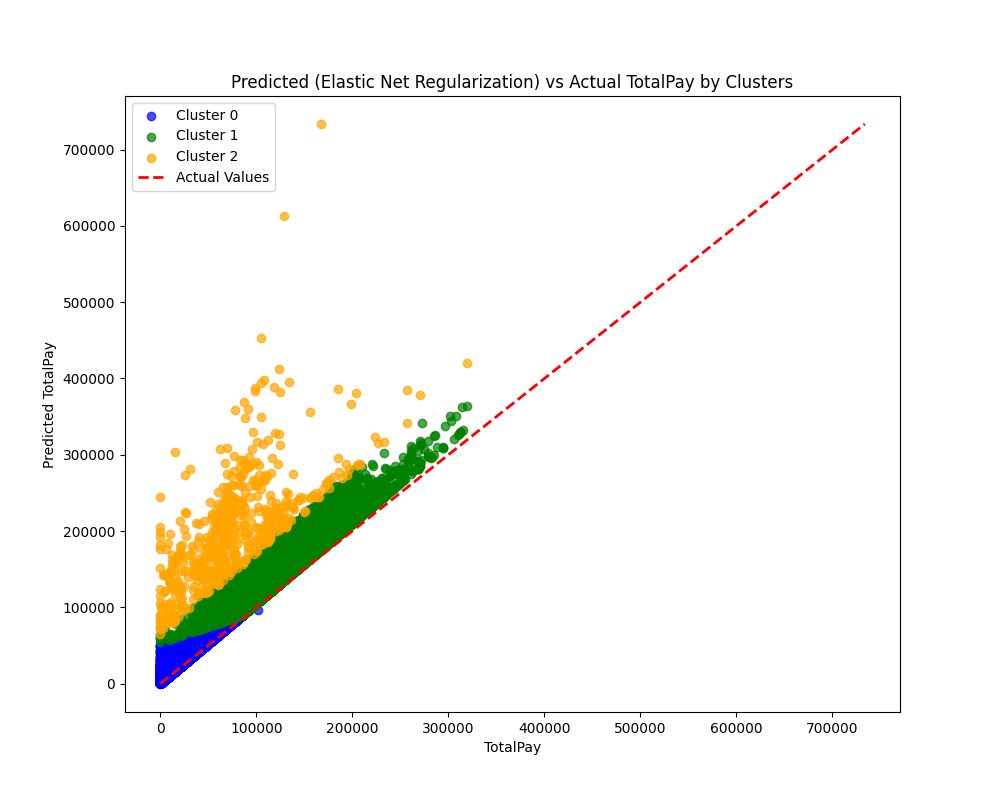 Predicted (Elastic Net Regularization) vs Actual TotalPay by Clusters
Cluster 0
Cluster 1
Cluster 2
Actual Values
Predicted TotalPay
700000
600000
500000
400000
300000
200000
100000
0
0 100000 200000 300000 400000 500000 600000 700000
TotalPay